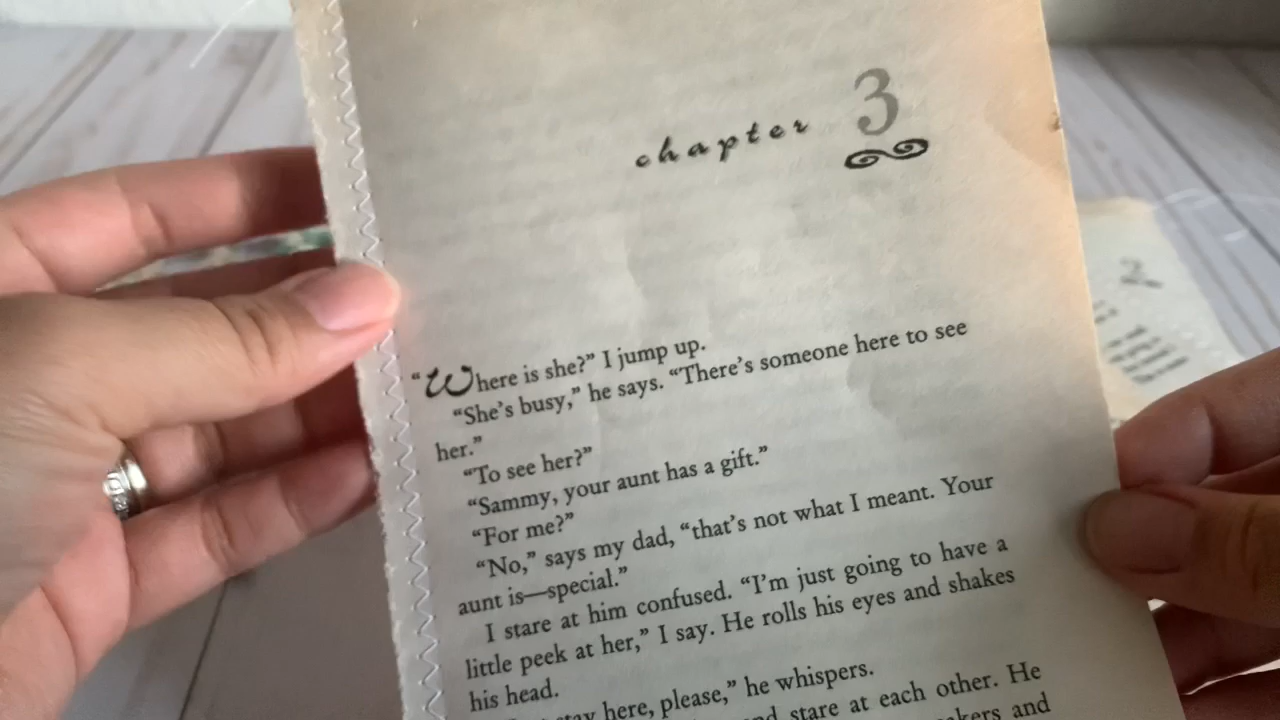 chapter 3
“Where is she?” I jump up.
“She’s busy,” he says. “There’s someone here to see
her.”
“To see her?”
“Sammy, your aunt has a gift.”
“For me?”
“No,” says my dad, “that’s not what I meant. Your
aunt is—special.”
I stare at him confused. “I’m just going to have a
little peek at her,” I say. He rolls his eyes and shakes
his head.
stay here, please,” he whispers.
and stare at each other. He
and